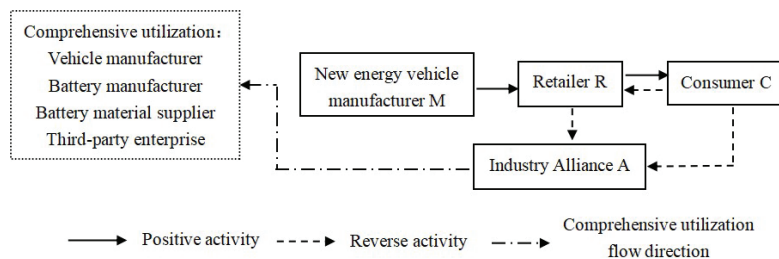 Comprehensive utilization：
Vehicle manufacturer
Battery manufacturer
Battery material supplier
Third-party enterprise
New energy vehicle
manufacturer M
Retailer R
Consumer C
Industry Alliance A
Positive activity
Reverse activity
Comprehensive utilization
flow direction